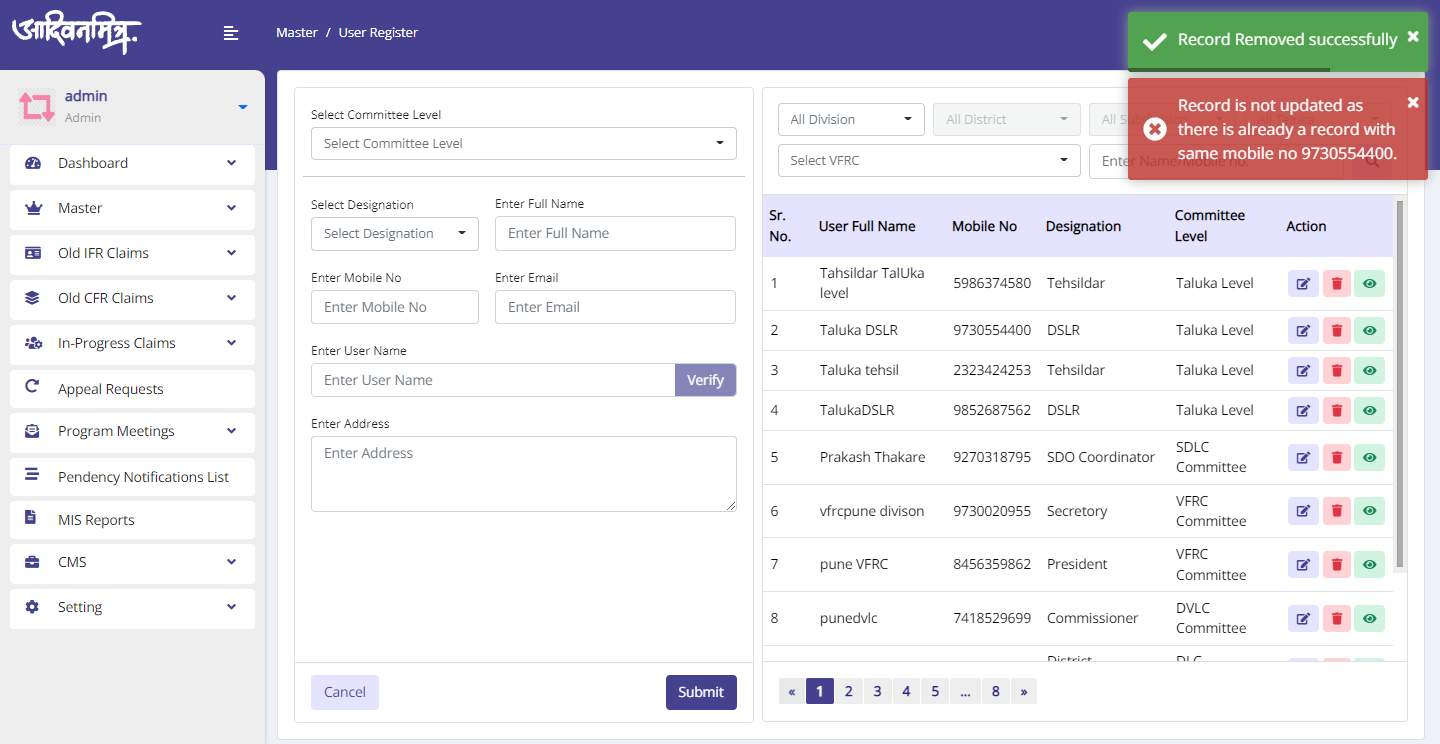 आदिवनमित्र
Master / User Register
Record Removed successfully
Record is not updated as
there is already a record with
same mobile no 9730554400.
admin
Admin
Dashboard
Master
Old IFR Claims
Old CFR Claims
In-Progress Claims
Appeal Requests
Program Meetings
Pendency Notifications List
MIS Reports
CMS
Setting
Select Committee Level
Select Committee Level
Select Designation
Enter Full Name
Select Designation
Enter Full Name
Enter Mobile No
Enter Email
Enter Mobile No
Enter Email
Enter User Name
Enter User Name
Verify
Enter Address
Enter Address
Cancel
Submit
All Division
All District
All
Select VFRC
Enter Name/Mobile no.
Sr. No. User Full Name Mobile No Designation Committee Level Action
1 Tahsildar TalUka level 5986374580 Tehsildar Taluka Level
2 Taluka DSLR 9730554400 DSLR Taluka Level
3 Taluka tehsil 2323424253 Tehsildar Taluka Level
4 TalukaDSLR 9852687562 DSLR Taluka Level
5 Prakash Thakare 9270318795 SDO Coordinator SDLC Committee
6 vfrcpune divison 9730020955 Secretory VFRC Committee
7 pune VFRC 8456359862 President VFRC Committee
8 punedvlc 7418529699 Commissioner DVLC Committee
District DLC
« 1 2 3 4 5 ... 8 »